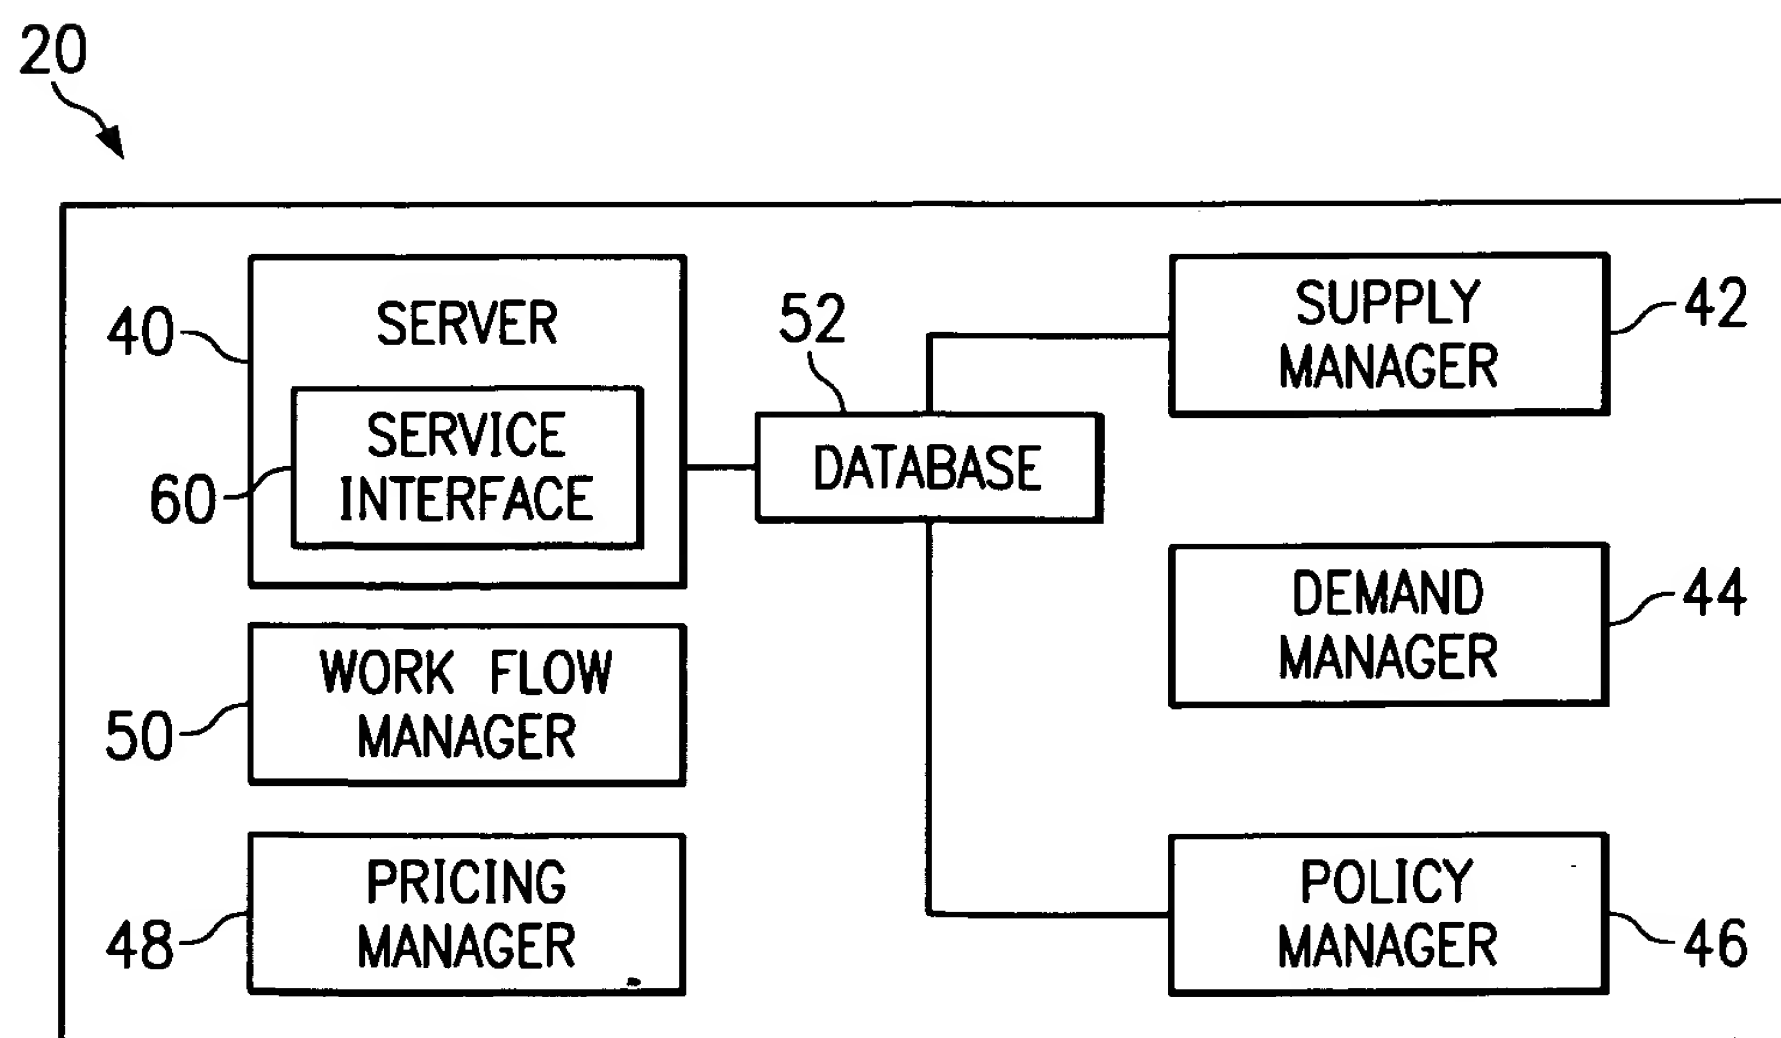 20
40
SERVER
60
SERVICE
INTERFACE
52
DATABASE
SUPPLY
MANAGER
42
DEMAND
MANAGER
44
50
WORK FLOW
MANAGER
48
PRICING
MANAGER
POLICY
MANAGER
46